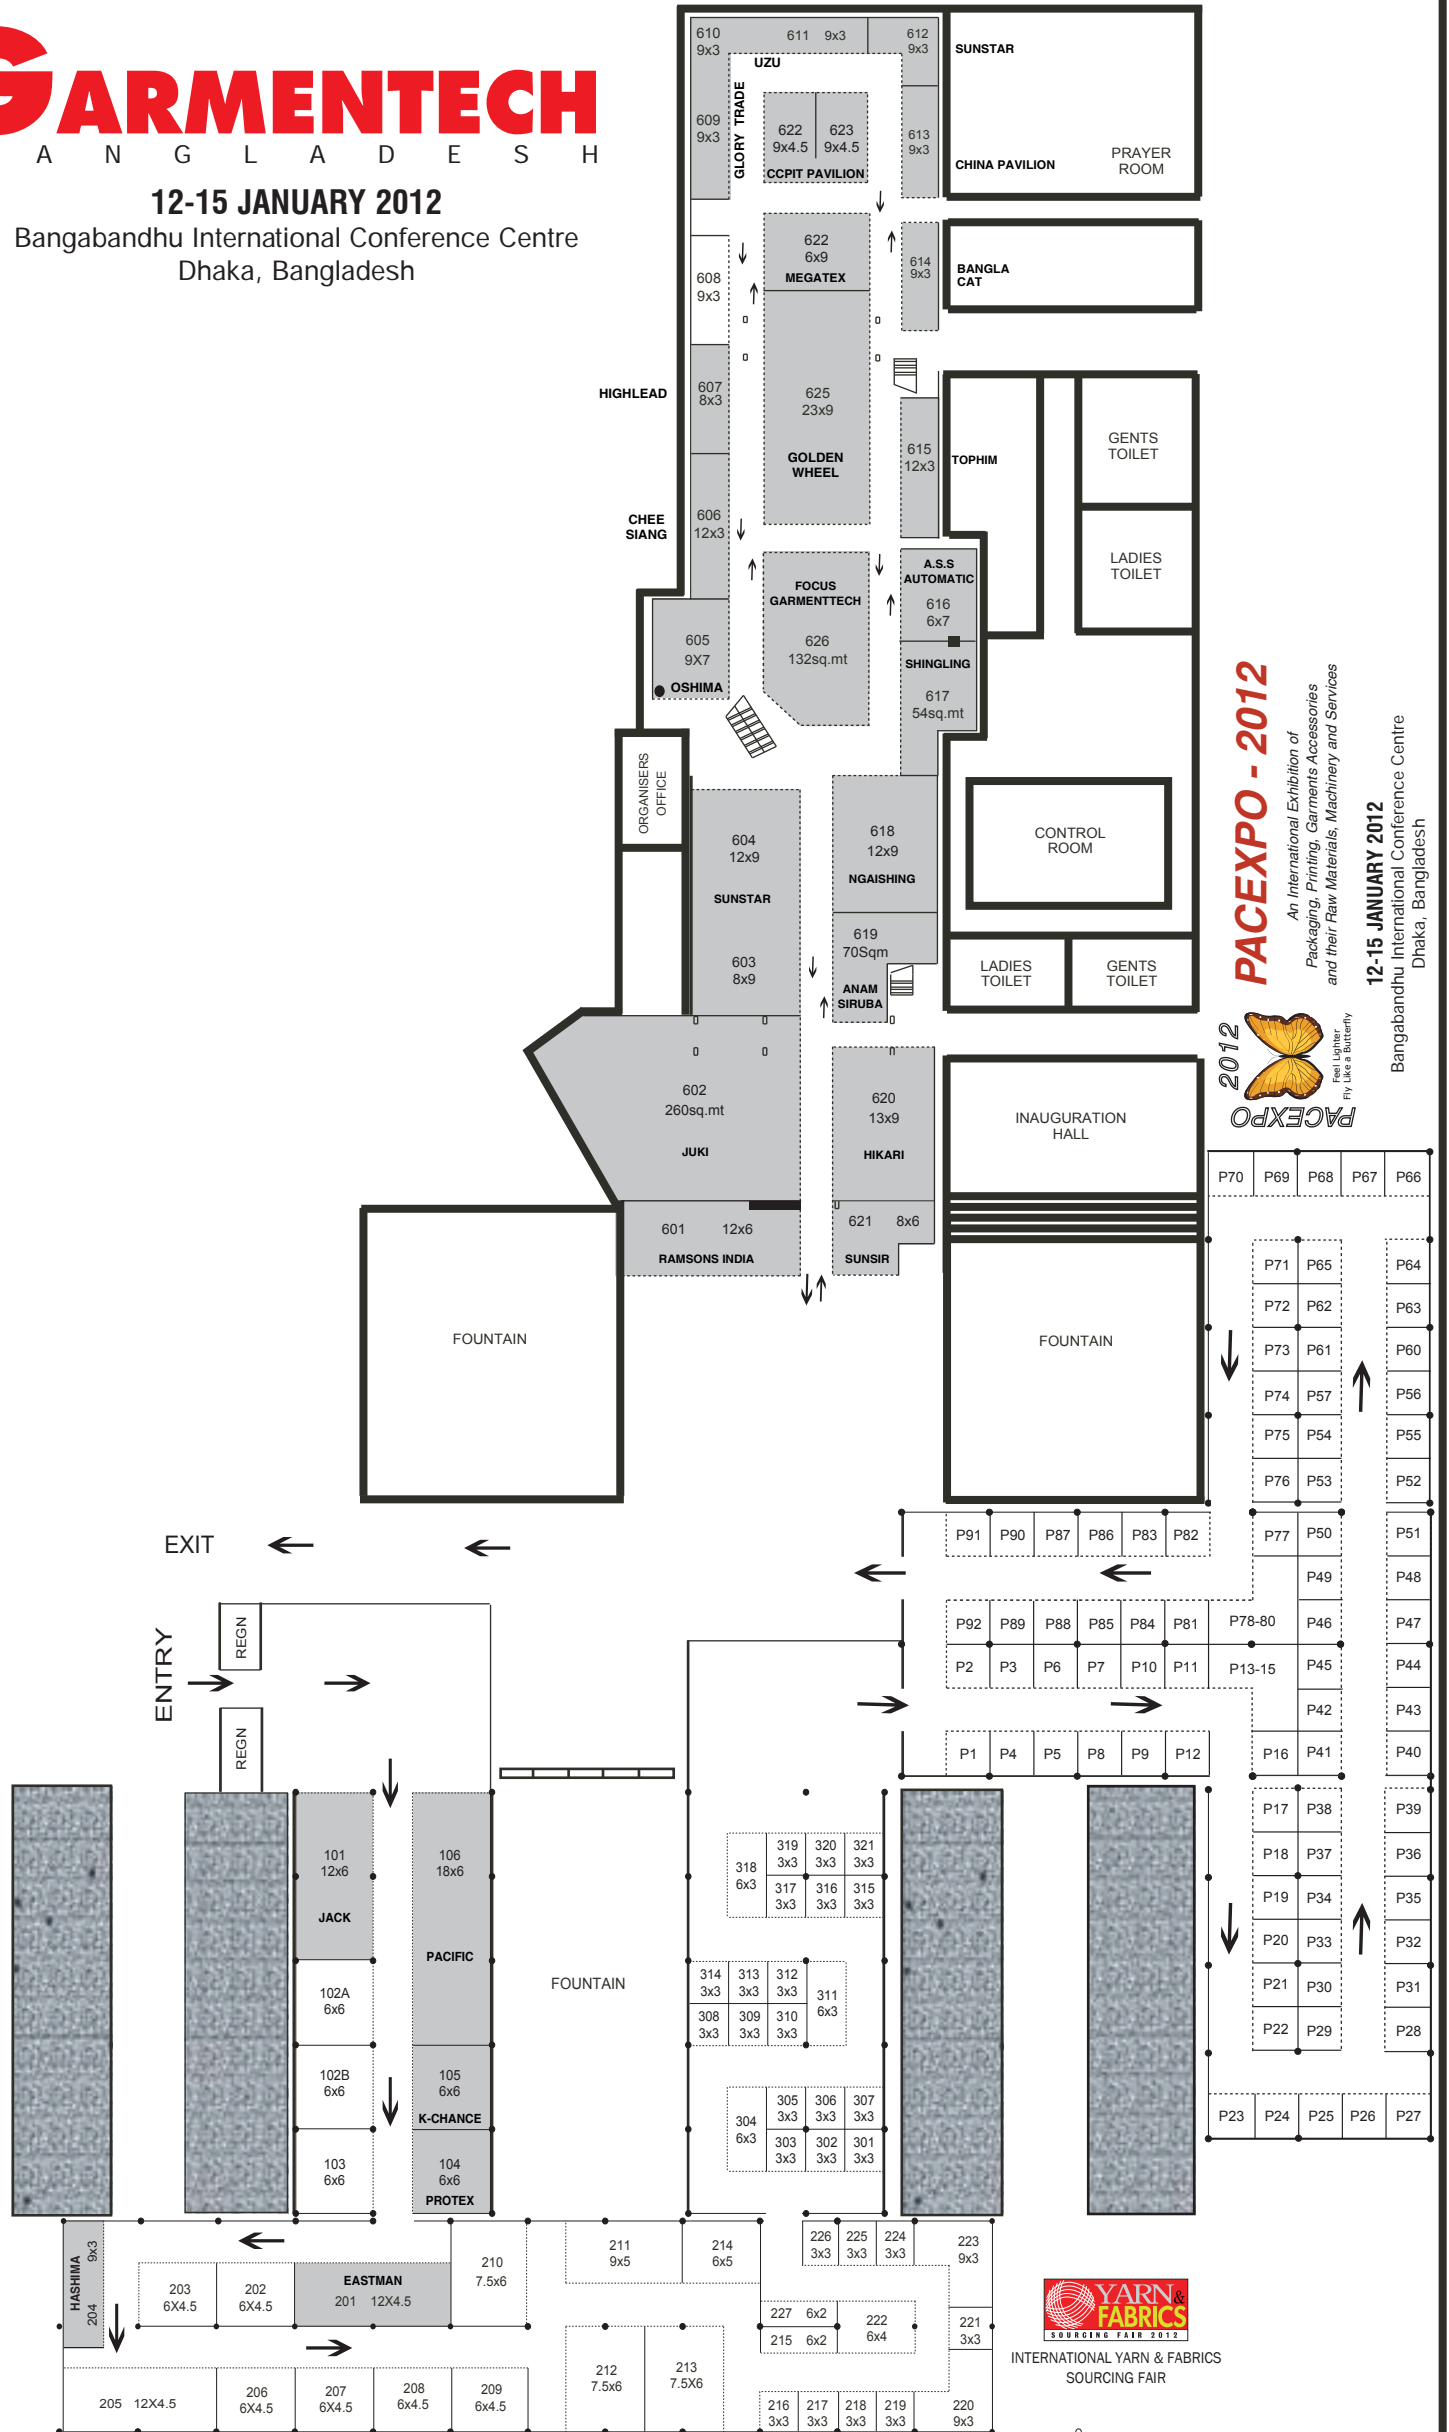 GARMENTECH
A N G L A D E S H
12-15 JANUARY 2012
Bangabandhu International Conference Centre
Dhaka, Bangladesh
610
9x3
611 9x3
612
9x3
SUNSTAR
UZU
GLORY TRADE
609
9x3
622
9x4.5
623
9x4.5
CCPIT PAVILION
613
9x3
CHINA PAVILION
PRAYER
ROOM
608
9x3
622
6x9
MEGATEX
614
9x3
BANGLA
CAT
HIGHLEAD
607
8x3
625
23x9
GOLDEN
WHEEL
615
12x3
TOPHIM
GENTS
TOILET
CHEE
SIANG
606
12x3
LADIES
TOILET
FOCUS
GARMENTTECH
626
132sq.mt
A.S.S
AUTOMATIC
616
6x7
605
9X7
OSHIMA
SHINGLING
617
54sq.mt
ORGANISERS
OFFICE
604
12x9
SUNSTAR
603
8x9
618
12x9
NGAISHING
CONTROL
ROOM
619
70Sqm
ANAM
SIRUBA
LADIES
TOILET
GENTS
TOILET
602
260sq.mt
JUKI
620
13x9
HIKARI
INAUGURATION
HALL
601 12x6
RAMSONS INDIA
621 8x6
SUNSIR
FOUNTAIN
FOUNTAIN
PACEXPO - 2012
An International Exhibition of
Packaging, Printing, Garments Accessories
and their Raw Materials, Machinery and Services
12-15 JANUARY 2012
Bangabandhu International Conference Centre
Dhaka, Bangladesh
2012
PACEXPO
Feel Lighter
Fly Like a Butterfly
P70 P69 P68 P67 P66
P71 P65 P64
P72 P62 P63
P73 P61 P60
P74 P57 P56
P75 P54 P55
P76 P53 P52
P91 P90 P87 P86 P83 P82 P77 P50 P51
P49 P48
P92 P89 P88 P85 P84 P81 P78-80 P46 P47
P2 P3 P6 P7 P10 P11 P13-15 P45 P44
P42 P43
P1 P4 P5 P8 P9 P12 P16 P41 P40
P17 P38 P39
P18 P37 P36
P19 P34 P35
P20 P33 P32
P21 P30 P31
P22 P29 P28
P23 P24 P25 P26 P27
EXIT
ENTRY
REGN
REGN
101
12x6
JACK
106
18x6
PACIFIC
102A
6x6
102B
6x6
105
6x6
K-CHANCE
103
6x6
104
6x6
PROTEX
FOUNTAIN
318
6x3
319
3x3
320
3x3
321
3x3
317
3x3
316
3x3
315
3x3
314
3x3
313
3x3
312
3x3
311
6x3
308
3x3
309
3x3
310
3x3
304
6x3
305
3x3
306
3x3
307
3x3
303
3x3
302
3x3
301
3x3
HASHIMA
204 9x3
203
6X4.5
202
6X4.5
EASTMAN
201 12X4.5
210
7.5x6
211
9x5
214
6x5
226
3x3
225
3x3
224
3x3
223
9x3
227 6x2
215 6x2
222
6x4
221
3x3
205 12X4.5
206
6X4.5
207
6X4.5
208
6x4.5
209
6x4.5
212
7.5x6
213
7.5X6
216
3x3
217
3x3
218
3x3
219
3x3
220
9x3
YARN &
FABRICS
SOURCING FAIR 2012
INTERNATIONAL YARN & FABRICS
SOURCING FAIR